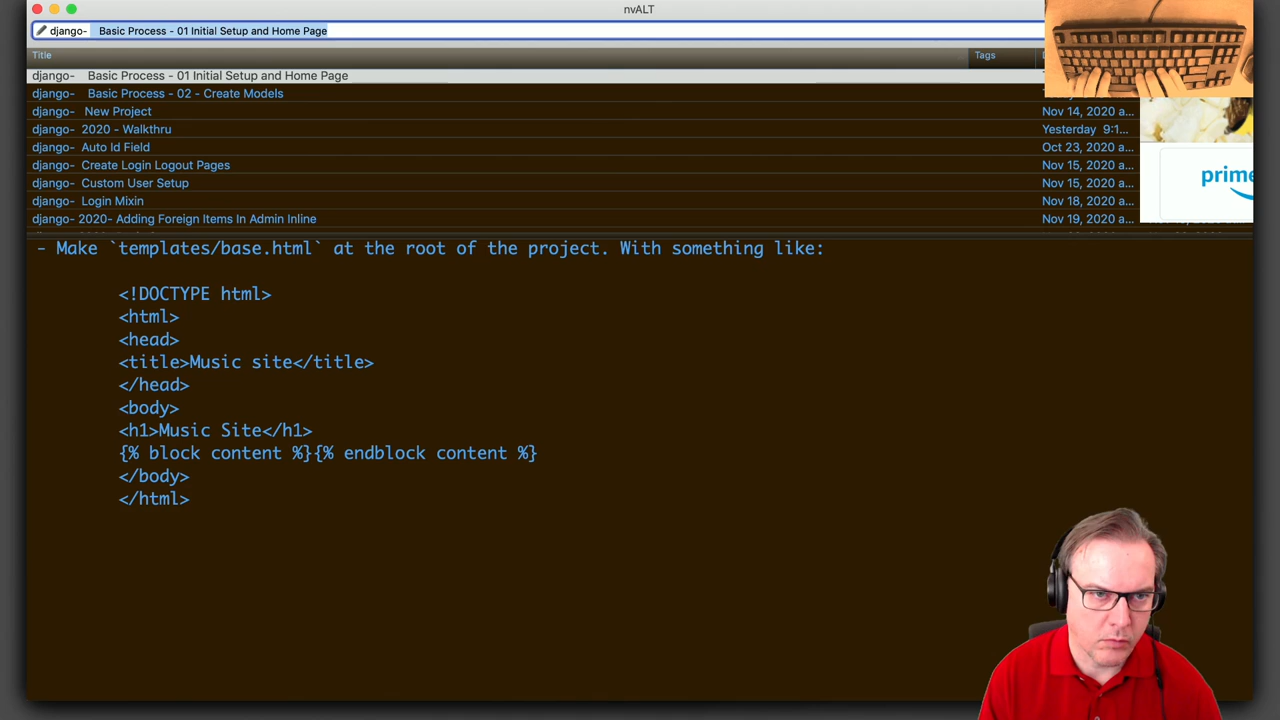 nvALT
django- Basic Process - 01 Initial Setup and Home Page
Title
Tags
django- Basic Process - 01 Initial Setup and Home Page
django- Basic Process - 02 - Create Models
django- New Project
Nov 14, 2020 a...
django- 2020 - Walkthru
Yesterday 9:1...
django- Auto Id Field
Oct 23, 2020 a...
django- Create Login Logout Pages
Nov 15, 2020 a...
django- Custom User Setup
Nov 15, 2020 a...
django- Login Mixin
Nov 18, 2020 a...
django- 2020- Adding Foreign Items In Admin Inline
Nov 19, 2020 a...
prime
- Make `templates/base.html` at the root of the project. With something like:
<!DOCTYPE html>
<html>
<head>
<title>Music site</title>
</head>
<body>
<h1>Music Site</h1>
{% block content %}{% endblock content %}
</body>
</html>